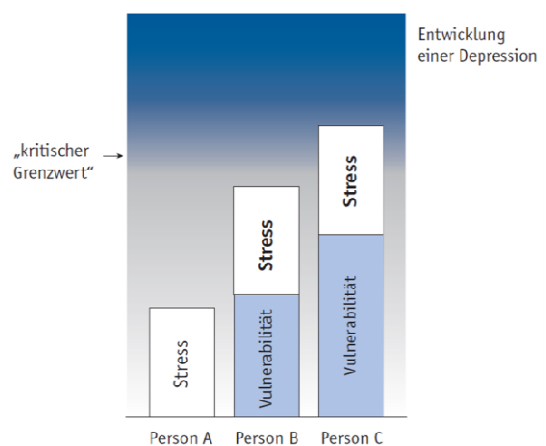 Entwicklung
einer Depression
„kritischer
Grenzwert“
Stress
Stress
Stress
Vulnerabilität
Vulnerabilität
Person A
Person B
Person C